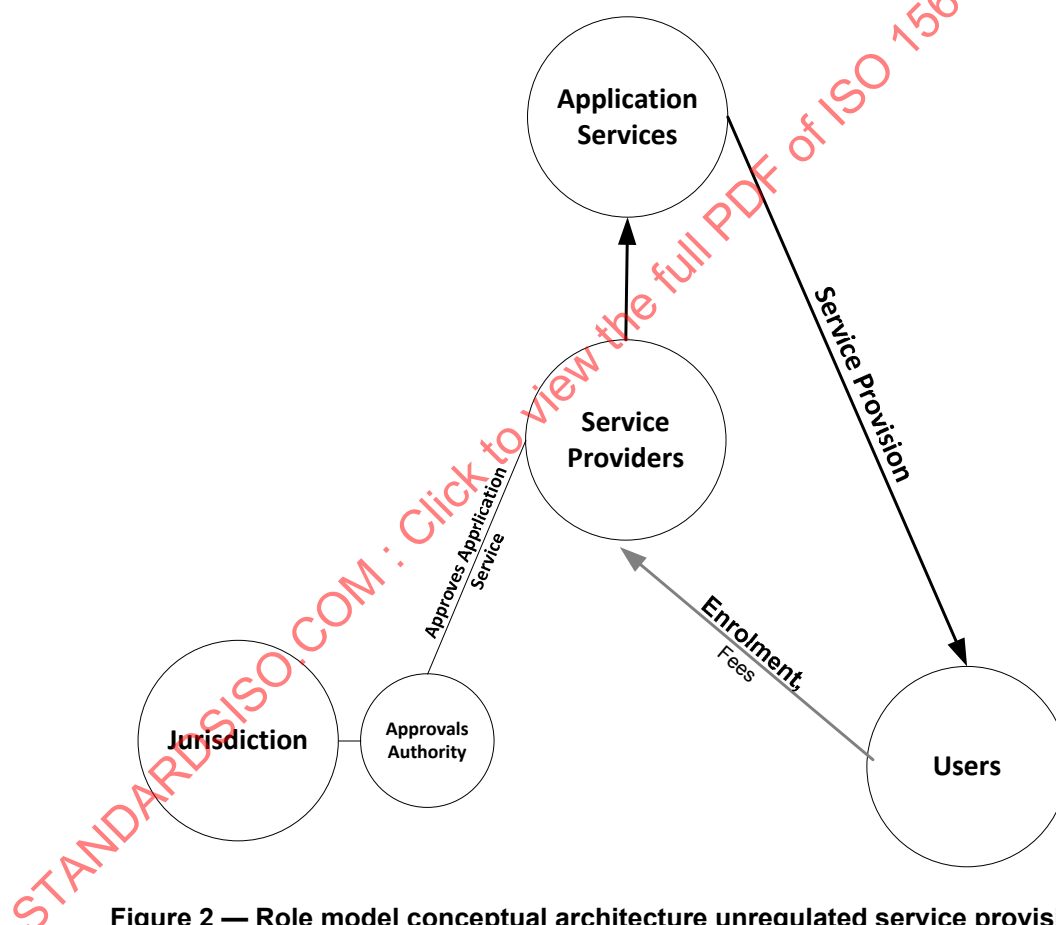 Application
Services
Service Provision
Service
Providers
Approves Apprlication
Service
Enrolment,
Fees
Jurisdiction
Approvals
Authority
Users
STANDARDSISO.COM : Click to view the full PDF of ISO 156
Figure 2 — Role model conceptual architecture unregulated service provis